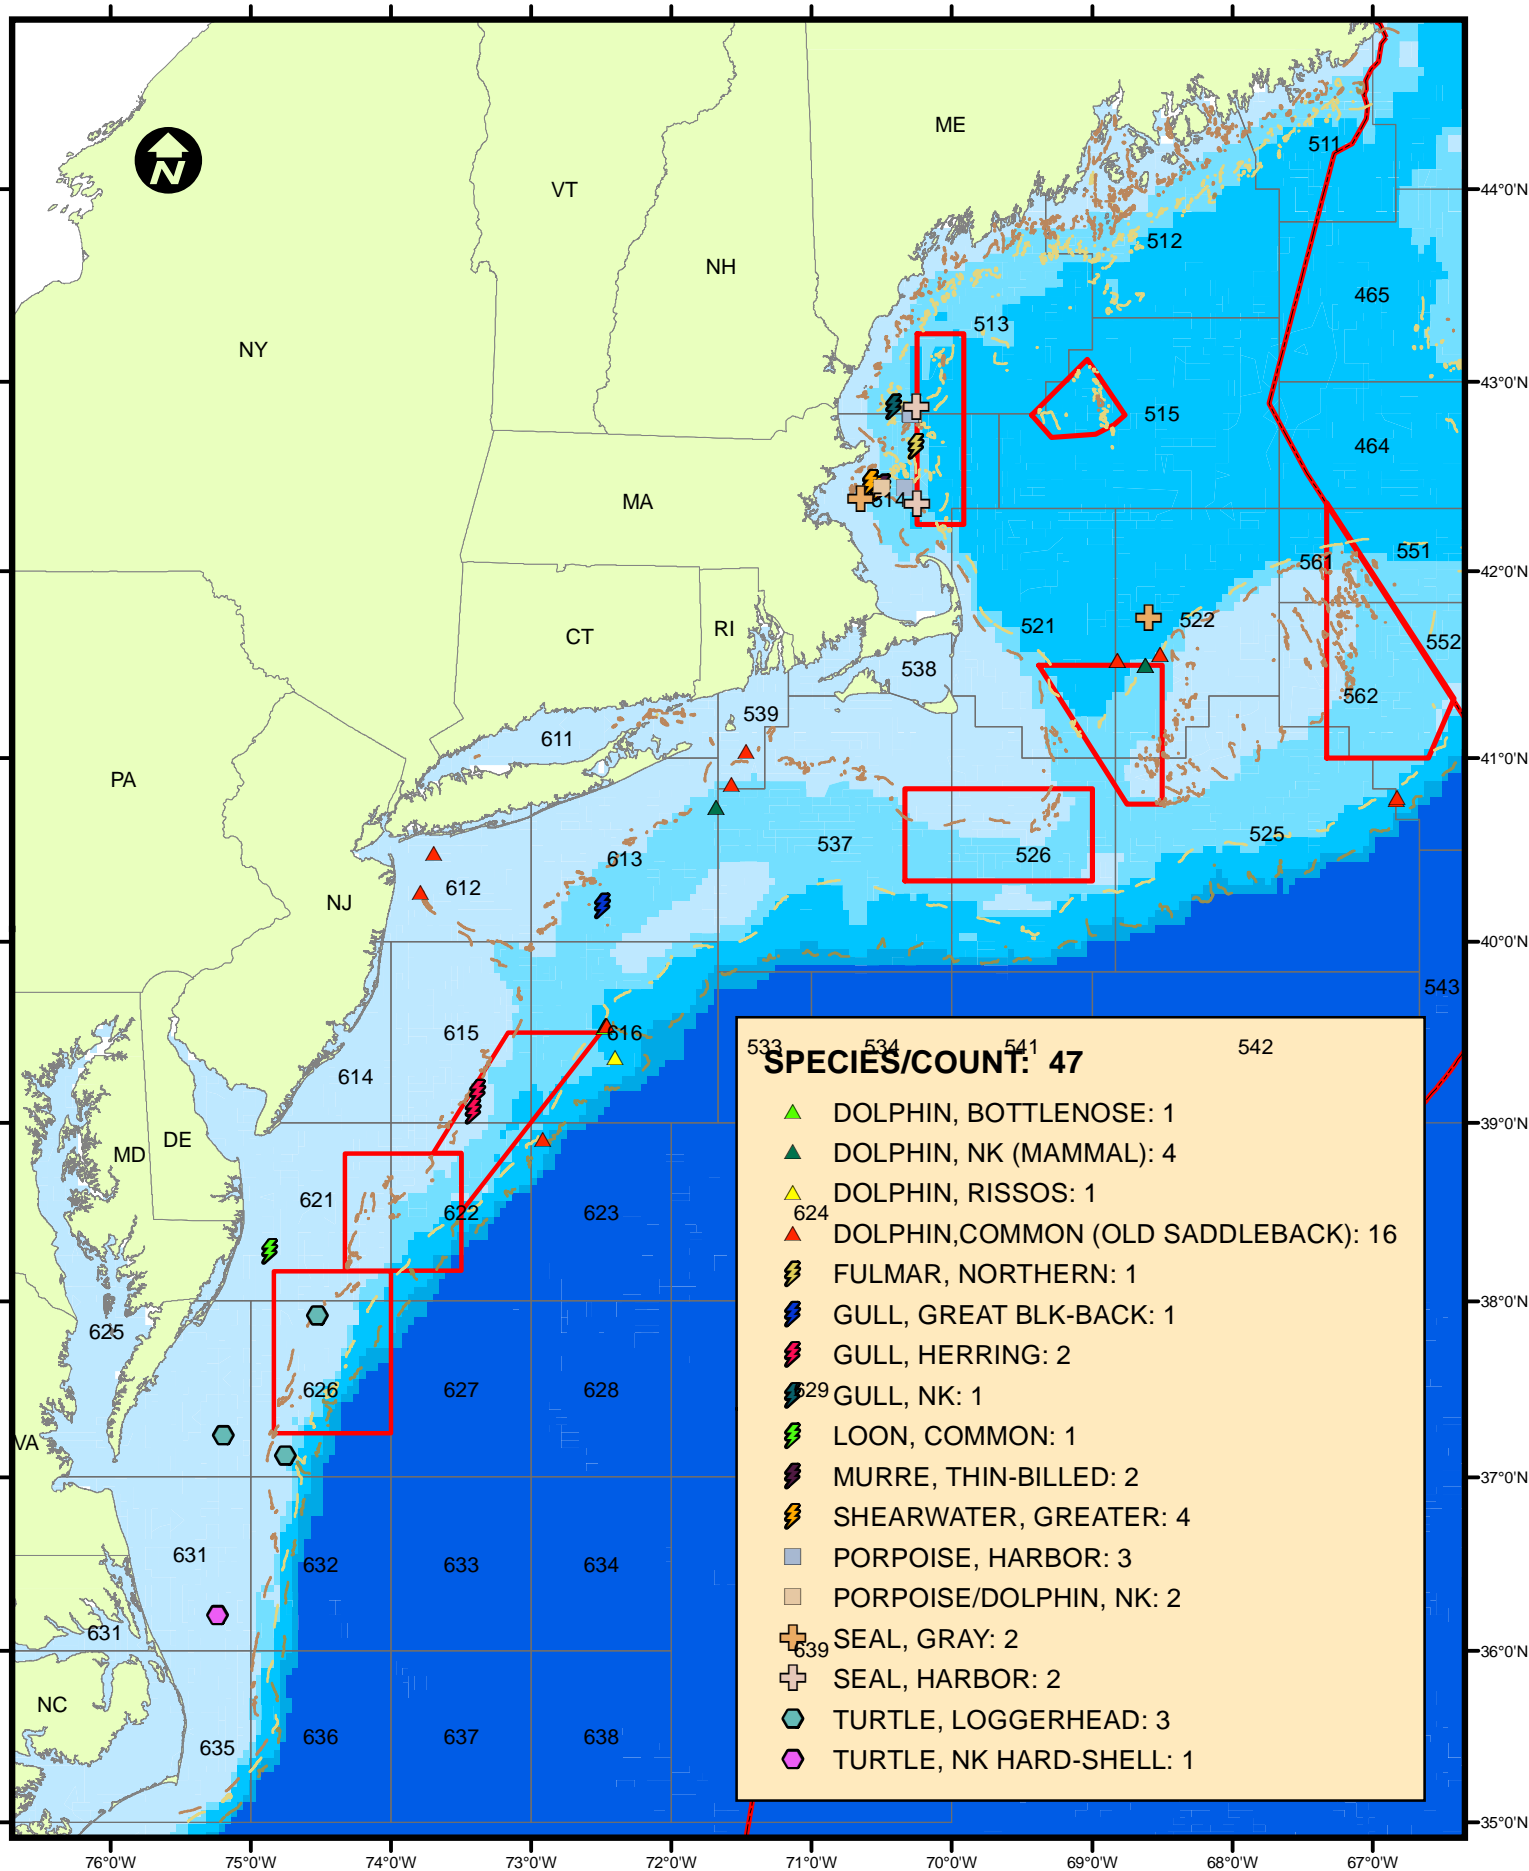 ME
511
VT
44°0'N
512
NH
465
513
NY
43°0'N
515
464
MA
514
551
561
42°0'N
521
522
CT
RI
552
538
562
539
611
41°0'N
PA
525
537
526
613
612
NJ
40°0'N
543
615
616
533
534
541
542
614
SPECIES/COUNT: 47
DOLPHIN, BOTTLENOSE: 1
39°0'N
DE
MD
DOLPHIN, NK (MAMMAL): 4
DOLPHIN, RISSOS: 1
621
622
623
624
DOLPHIN,COMMON (OLD SADDLEBACK): 16
FULMAR, NORTHERN: 1
38°0'N
GULL, GREAT BLK-BACK: 1
625
GULL, HERRING: 2
626
627
628
629
GULL, NK: 1
VA
LOON, COMMON: 1
MURRE, THIN-BILLED: 2
37°0'N
SHEARWATER, GREATER: 4
631
632
633
634
PORPOISE, HARBOR: 3
PORPOISE/DOLPHIN, NK: 2
631
SEAL, GRAY: 2
639
36°0'N
SEAL, HARBOR: 2
NC
TURTLE, LOGGERHEAD: 3
635
636
637
638
TURTLE, NK HARD-SHELL: 1
35°0'N
76°0'W
75°0'W
74°0'W
73°0'W
72°0'W
71°0'W
70°0'W
69°0'W
68°0'W
67°0'W
N